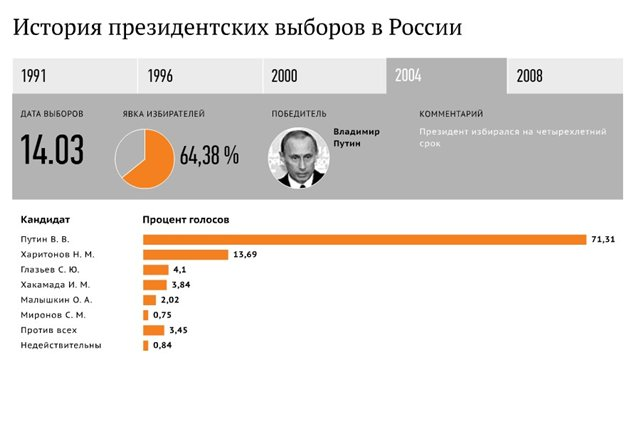 История президентских выборов в России
1991 1996 2000 2004 2008
ДАТА ВЫБОРОВ ЯВКА ИЗБИРАТЕЛЕЙ ПОБЕДИТЕЛЬ КОММЕНТАРИЙ
14.03 64,38 % Владимир Путин Президент избирался на четырехлетний срок
Кандидат Процент голосов
Путин В. В. 71,31
Харитонов Н. М. 13,69
Глазьев С. Ю. 4,1
Хакамада И. М. 3,84
Малышкин О. А. 2,02
Миронов С. М. 0,75
Против всех 3,45
Недействительны 0,84